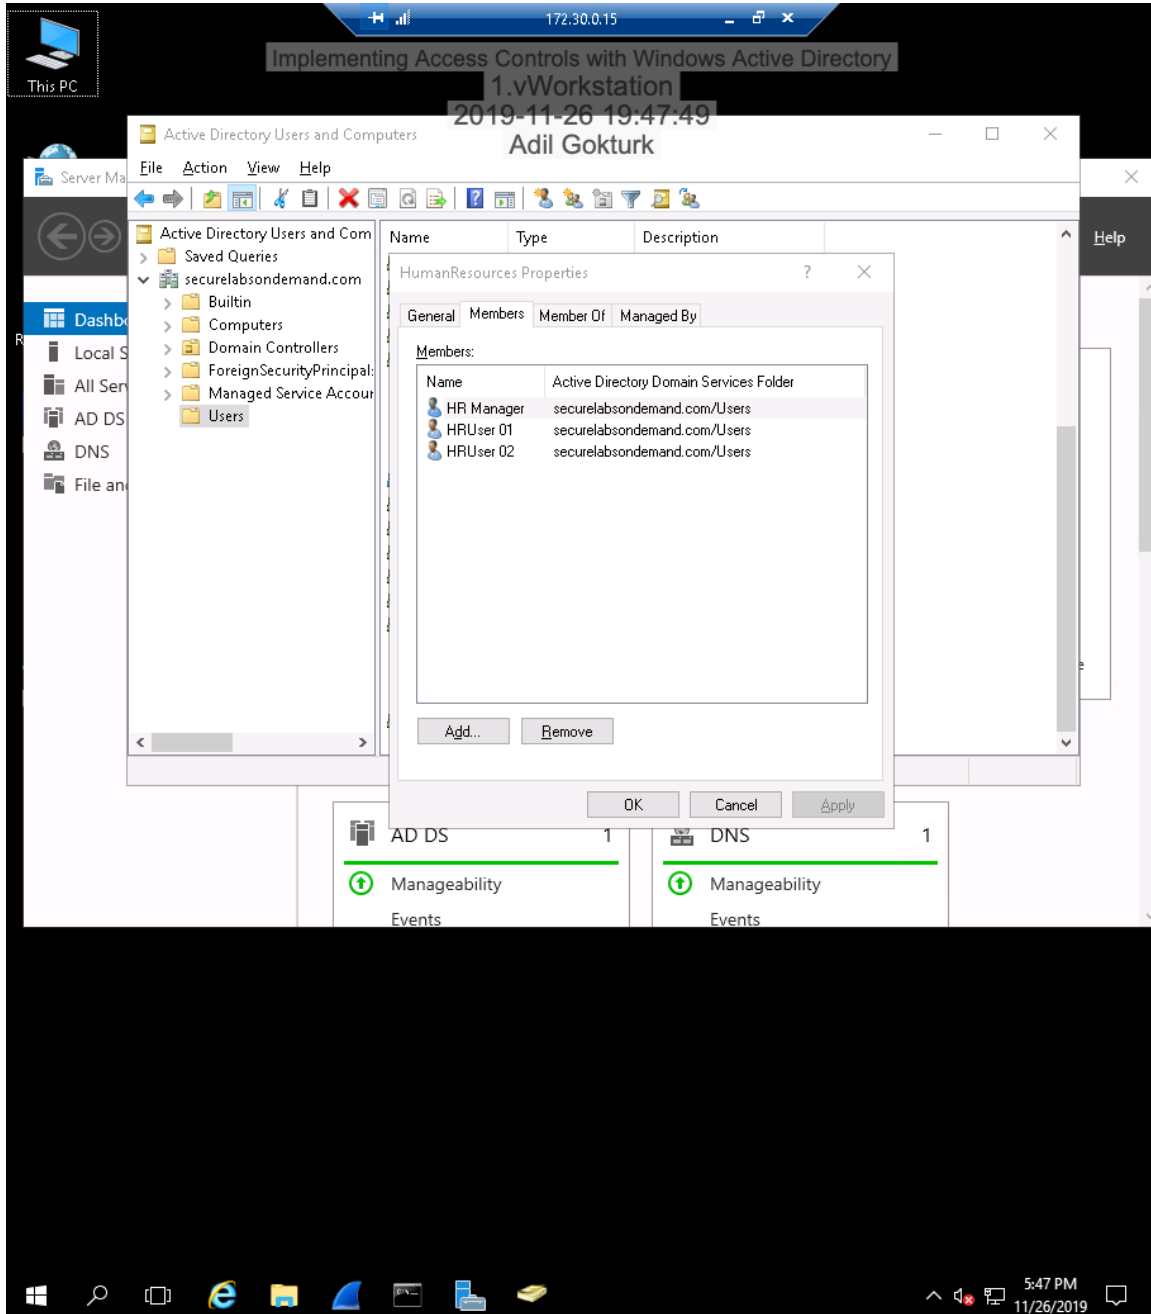 172.30.0.15
This PC
Implementing Access Controls with Windows Active Directory
1.vWorkstation
2019-11-26 19:47:49
Adil Gokturk
Active Directory Users and Computers
File Action View Help
Server Ma
Help
Active Directory Users and Com
Saved Queries
securelabsondemand.com
Builtin
Computers
Domain Controllers
ForeignSecurityPrincipal:
Managed Service Accour
Users
Name Type Description
Dashbo
Local S
All Serv
AD DS
DNS
File an
HumanResources Properties
General Members Member Of Managed By
Members:
Name Active Directory Domain Services Folder
HR Manager securelabsondemand.com/Users
HRUser 01 securelabsondemand.com/Users
HRUser 02 securelabsondemand.com/Users
Add... Remove
OK Cancel Apply
AD DS 1
Manageability
Events
DNS 1
Manageability
Events
5:47 PM
11/26/2019